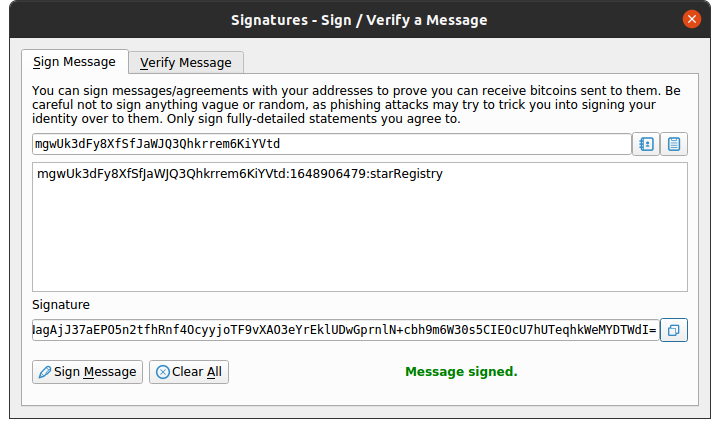 Signatures - Sign / Verify a Message
Sign Message
Verify Message
You can sign messages/agreements with your addresses to prove you can receive bitcoins sent to them. Be
careful not to sign anything vague or random, as phishing attacks may try to trick you into signing your
identity over to them. Only sign fully-detailed statements you agree to.
mgwUk3dFy8XfSfJaWJQ3Qhkrrem6KiYVtd
mgwUk3dFy8XfSfJaWJQ3Qhkrrem6KiYVtd:1648906479:starRegistry
Signature
agAjJ37aEPO5n2tfhRnf4OcyyjoTF9vXAO3eYrEklUDwGprnlN+cbh9m6W30s5CIEOcU7hUTeqhkWeMYDTWdI=
Sign Message
Clear All
Message signed.